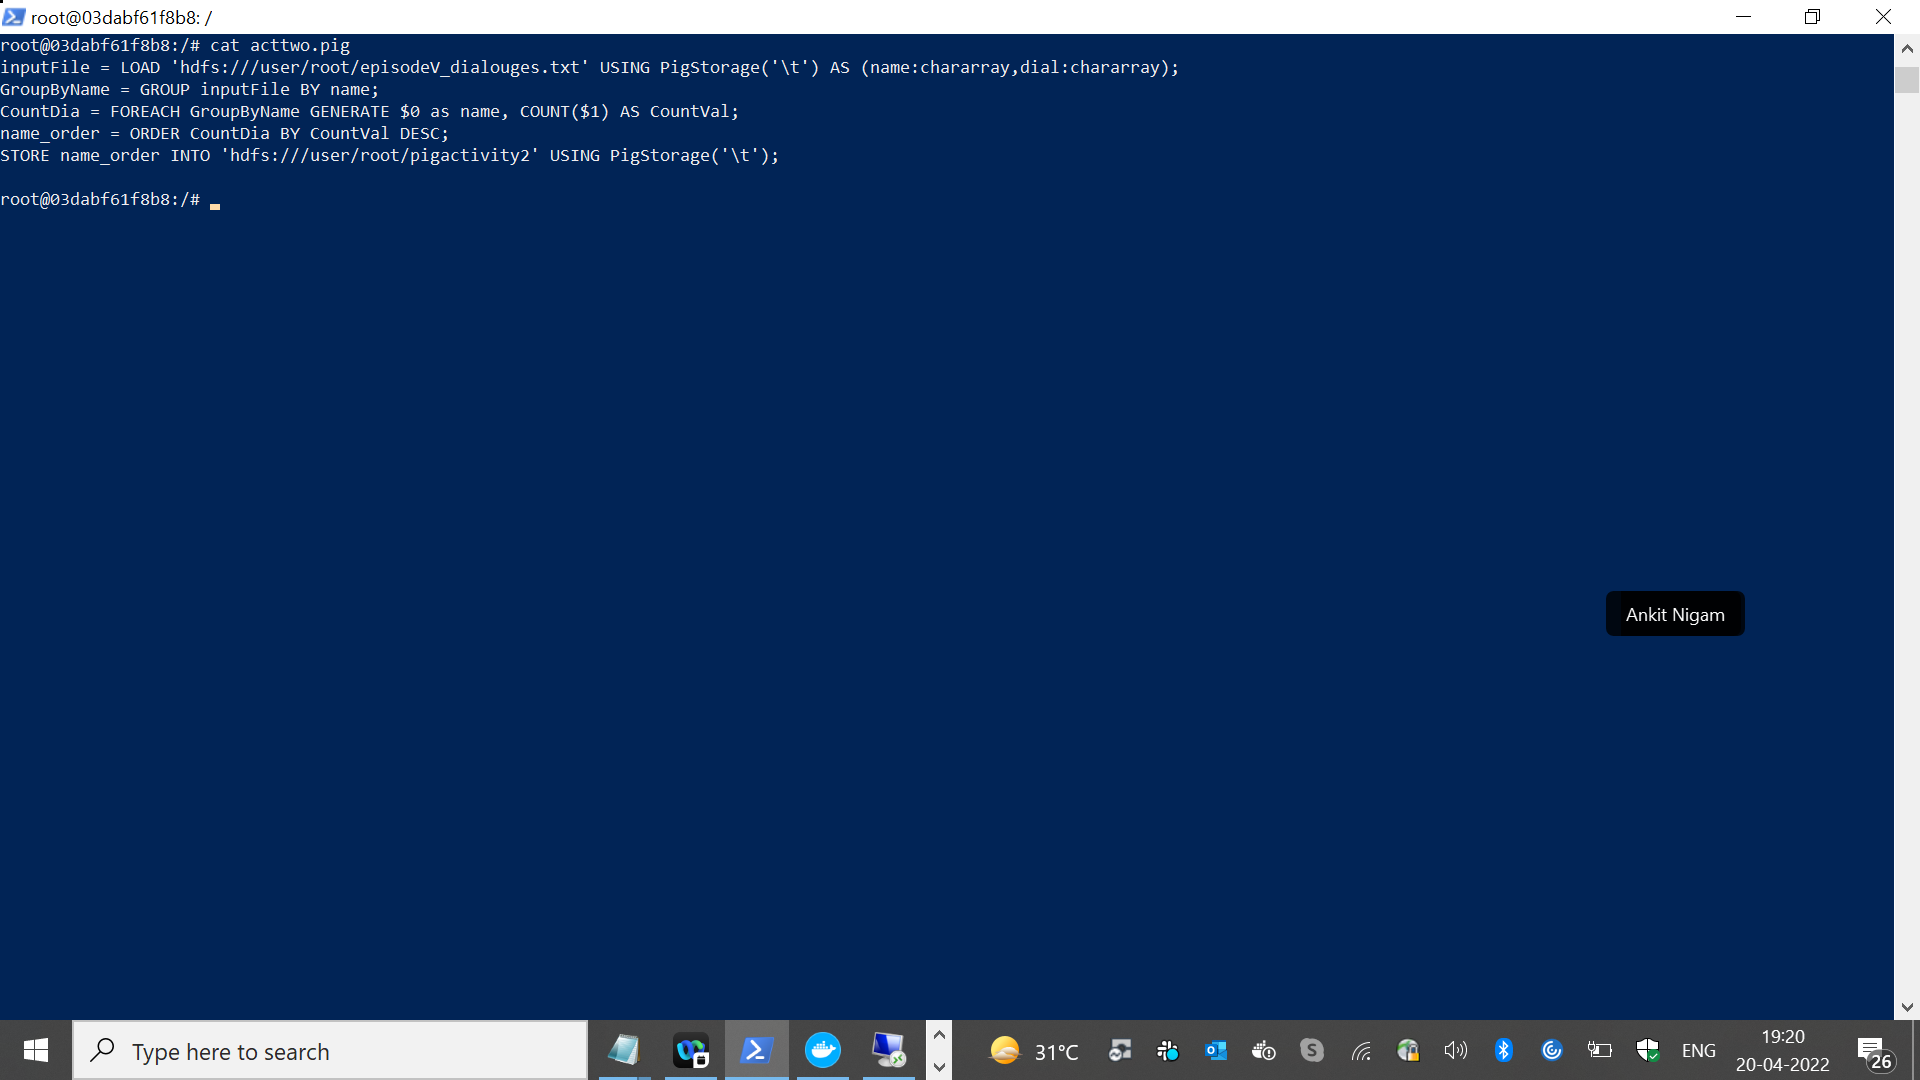 root@03dabf61f8b8: /
root@03dabf61f8b8:/# cat acttwo.pig
inputFile = LOAD 'hdfs:///user/root/episodeV_dialouges.txt' USING PigStorage('\t') AS (name:chararray,dial:chararray);
GroupByName = GROUP inputFile BY name;
CountDia = FOREACH GroupByName GENERATE $0 as name, COUNT($1) AS CountVal;
name_order = ORDER CountDia BY CountVal DESC;
STORE name_order INTO 'hdfs:///user/root/pigactivity2' USING PigStorage('\t');
root@03dabf61f8b8:/#
Ankit Nigam
Type here to search
31°C
ENG
19:20
20-04-2022
26